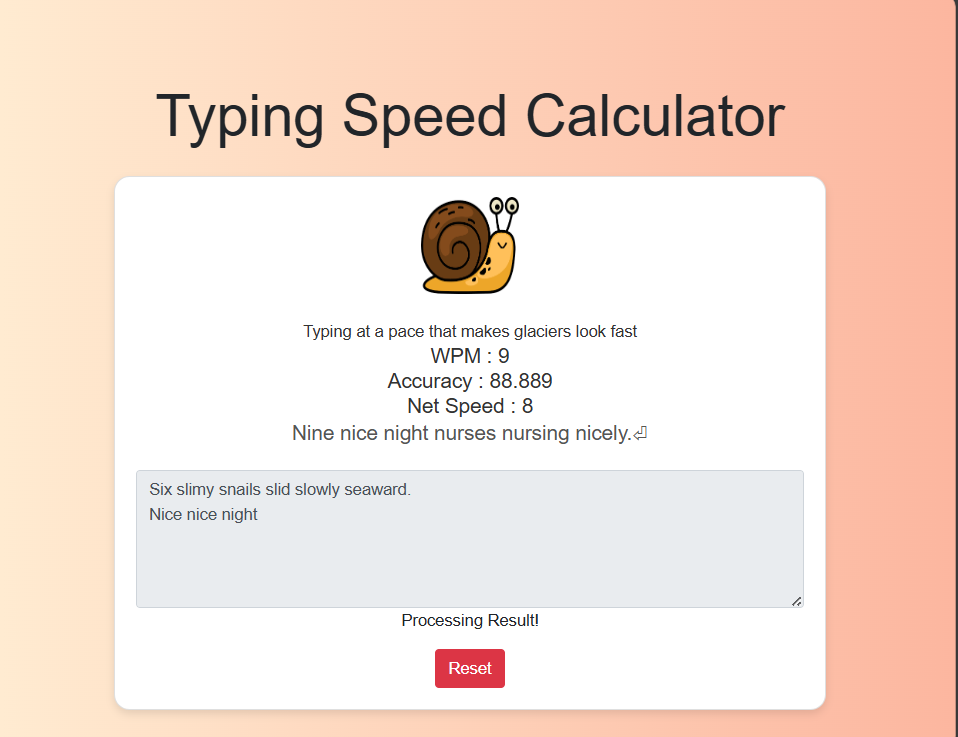 Typing Speed Calculator
Typing at a pace that makes glaciers look fast
WPM : 9
Accuracy : 88.889
Net Speed : 8
Nine nice night nurses nursing nicely.⏎
Six slimy snails slid slowly seaward.
Nice nice night
Processing Result!
Reset